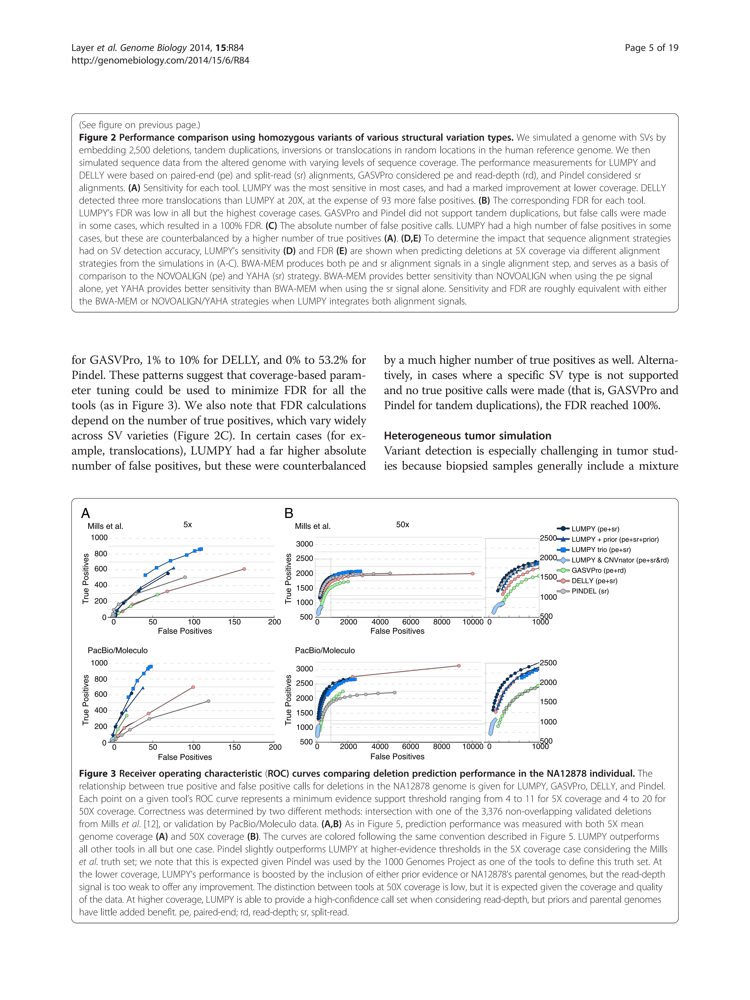 Layer et al. Genome Biology 2014, 15:R84
http://genomebiology.com/2014/15/6/R84
Page 5 of 19
(See figure on previous page.)
Figure 2 Performance comparison using homozygous variants of various structural variation types. We simulated a genome with SVs by
embedding 2,500 deletions, tandem duplications, inversions or translocations in random locations in the human reference genome. We then
simulated sequence data from the altered genome with varying levels of sequence coverage. The performance measurements for LUMPY and
DELLY were based on paired-end (pe) and split-read (sr) alignments, GASVPro considered pe and read-depth (rd), and Pindel considered sr
alignments. (A) Sensitivity for each tool. LUMPY was the most sensitive in most cases, and had a marked improvement at lower coverage. DELLY
detected three more translocations than LUMPY at 20X, at the expense of 93 more false positives. (B) The corresponding FDR for each tool.
LUMPY's FDR was low in all but the highest coverage cases. GASVPro and Pindel did not support tandem duplications, but false calls were made
in some cases, which resulted in a 100% FDR. (C) The absolute number of false positive calls. LUMPY had a high number of false positives in some
cases, but these are counterbalanced by a higher number of true positives (A). (D,E) To determine the impact that sequence alignment strategies
had on SV detection accuracy, LUMPY's sensitivity (D) and FDR (E) are shown when predicting deletions at 5X coverage via different alignment
strategies from the simulations in (A-C). BWA-MEM produces both pe and sr alignment signals in a single alignment step, and serves as a basis of
comparison to the NOVOALIGN (pe) and YAHA (sr) strategy. BWA-MEM provides better sensitivity than NOVOALIGN when using the pe signal
alone, yet YAHA provides better sensitivity than BWA-MEM when using the sr signal alone. Sensitivity and FDR are roughly equivalent with either
the BWA-MEM or NOVOALIGN/YAHA strategies when LUMPY integrates both alignment signals.
for GASVPro, 1% to 10% for DELLY, and 0% to 53.2% for
Pindel. These patterns suggest that coverage-based param-
eter tuning could be used to minimize FDR for all the
tools (as in Figure 3). We also note that FDR calculations
depend on the number of true positives, which vary widely
across SV varieties (Figure 2C). In certain cases (for ex-
ample, translocations), LUMPY had a far higher absolute
number of false positives, but these were counterbalanced
by a much higher number of true positives as well. Alterna-
tively, in cases where a specific SV type is not supported
and no true positive calls were made (that is, GASVPro and
Pindel for tandem duplications), the FDR reached 100%.
Heterogeneous tumor simulation
Variant detection is especially challenging in tumor stud-
ies because biopsied samples generally include a mixture
A
Mills et al.
5x
1000
800
600
400
200
0
True Positives
0 50 100 150 200
False Positives
B
Mills et al.
50x
3000
2500
2000
1500
1000
500
True Positives
0 2000 4000 6000 8000 10000
False Positives
2500
2000
1500
1000
500
0 1000
LUMPY (pe+sr)
LUMPY + prior (pe+sr+prior)
LUMPY trio (pe+sr)
LUMPY & CNVnator (pe+sr&rd)
GASVPro (pe+rd)
DELLY (pe+sr)
PINDEL (sr)
PacBio/Moleculo
1000
800
600
400
200
0
True Positives
0 50 100 150 200
False Positives
PacBio/Moleculo
3000
2500
2000
1500
1000
500
True Positives
0 2000 4000 6000 8000 10000
False Positives
2500
2000
1500
1000
500
0 1000
Figure 3 Receiver operating characteristic (ROC) curves comparing deletion prediction performance in the NA12878 individual. The
relationship between true positive and false positive calls for deletions in the NA12878 genome is given for LUMPY, GASVPro, DELLY, and Pindel.
Each point on a given tool's ROC curve represents a minimum evidence support threshold ranging from 4 to 11 for 5X coverage and 4 to 20 for
50X coverage. Correctness was determined by two different methods: intersection with one of the 3,376 non-overlapping validated deletions
from Mills et al. [12], or validation by PacBio/Moleculo data. (A,B) As in Figure 5, prediction performance was measured with both 5X mean
genome coverage (A) and 50X coverage (B). The curves are colored following the same convention described in Figure 5. LUMPY outperforms
all other tools in all but one case. Pindel slightly outperforms LUMPY at higher-evidence thresholds in the 5X coverage case considering the Mills
et al. truth set; we note that this is expected given Pindel was used by the 1000 Genomes Project as one of the tools to define this truth set. At
the lower coverage, LUMPY's performance is boosted by the inclusion of either prior evidence or NA12878's parental genomes, but the read-depth
signal is too weak to offer any improvement. The distinction between tools at 50X coverage is low, but it is expected given the coverage and quality
of the data. At higher coverage, LUMPY is able to provide a high-confidence call set when considering read-depth, but priors and parental genomes
have little added benefit. pe, paired-end; rd, read-depth; sr, split-read.